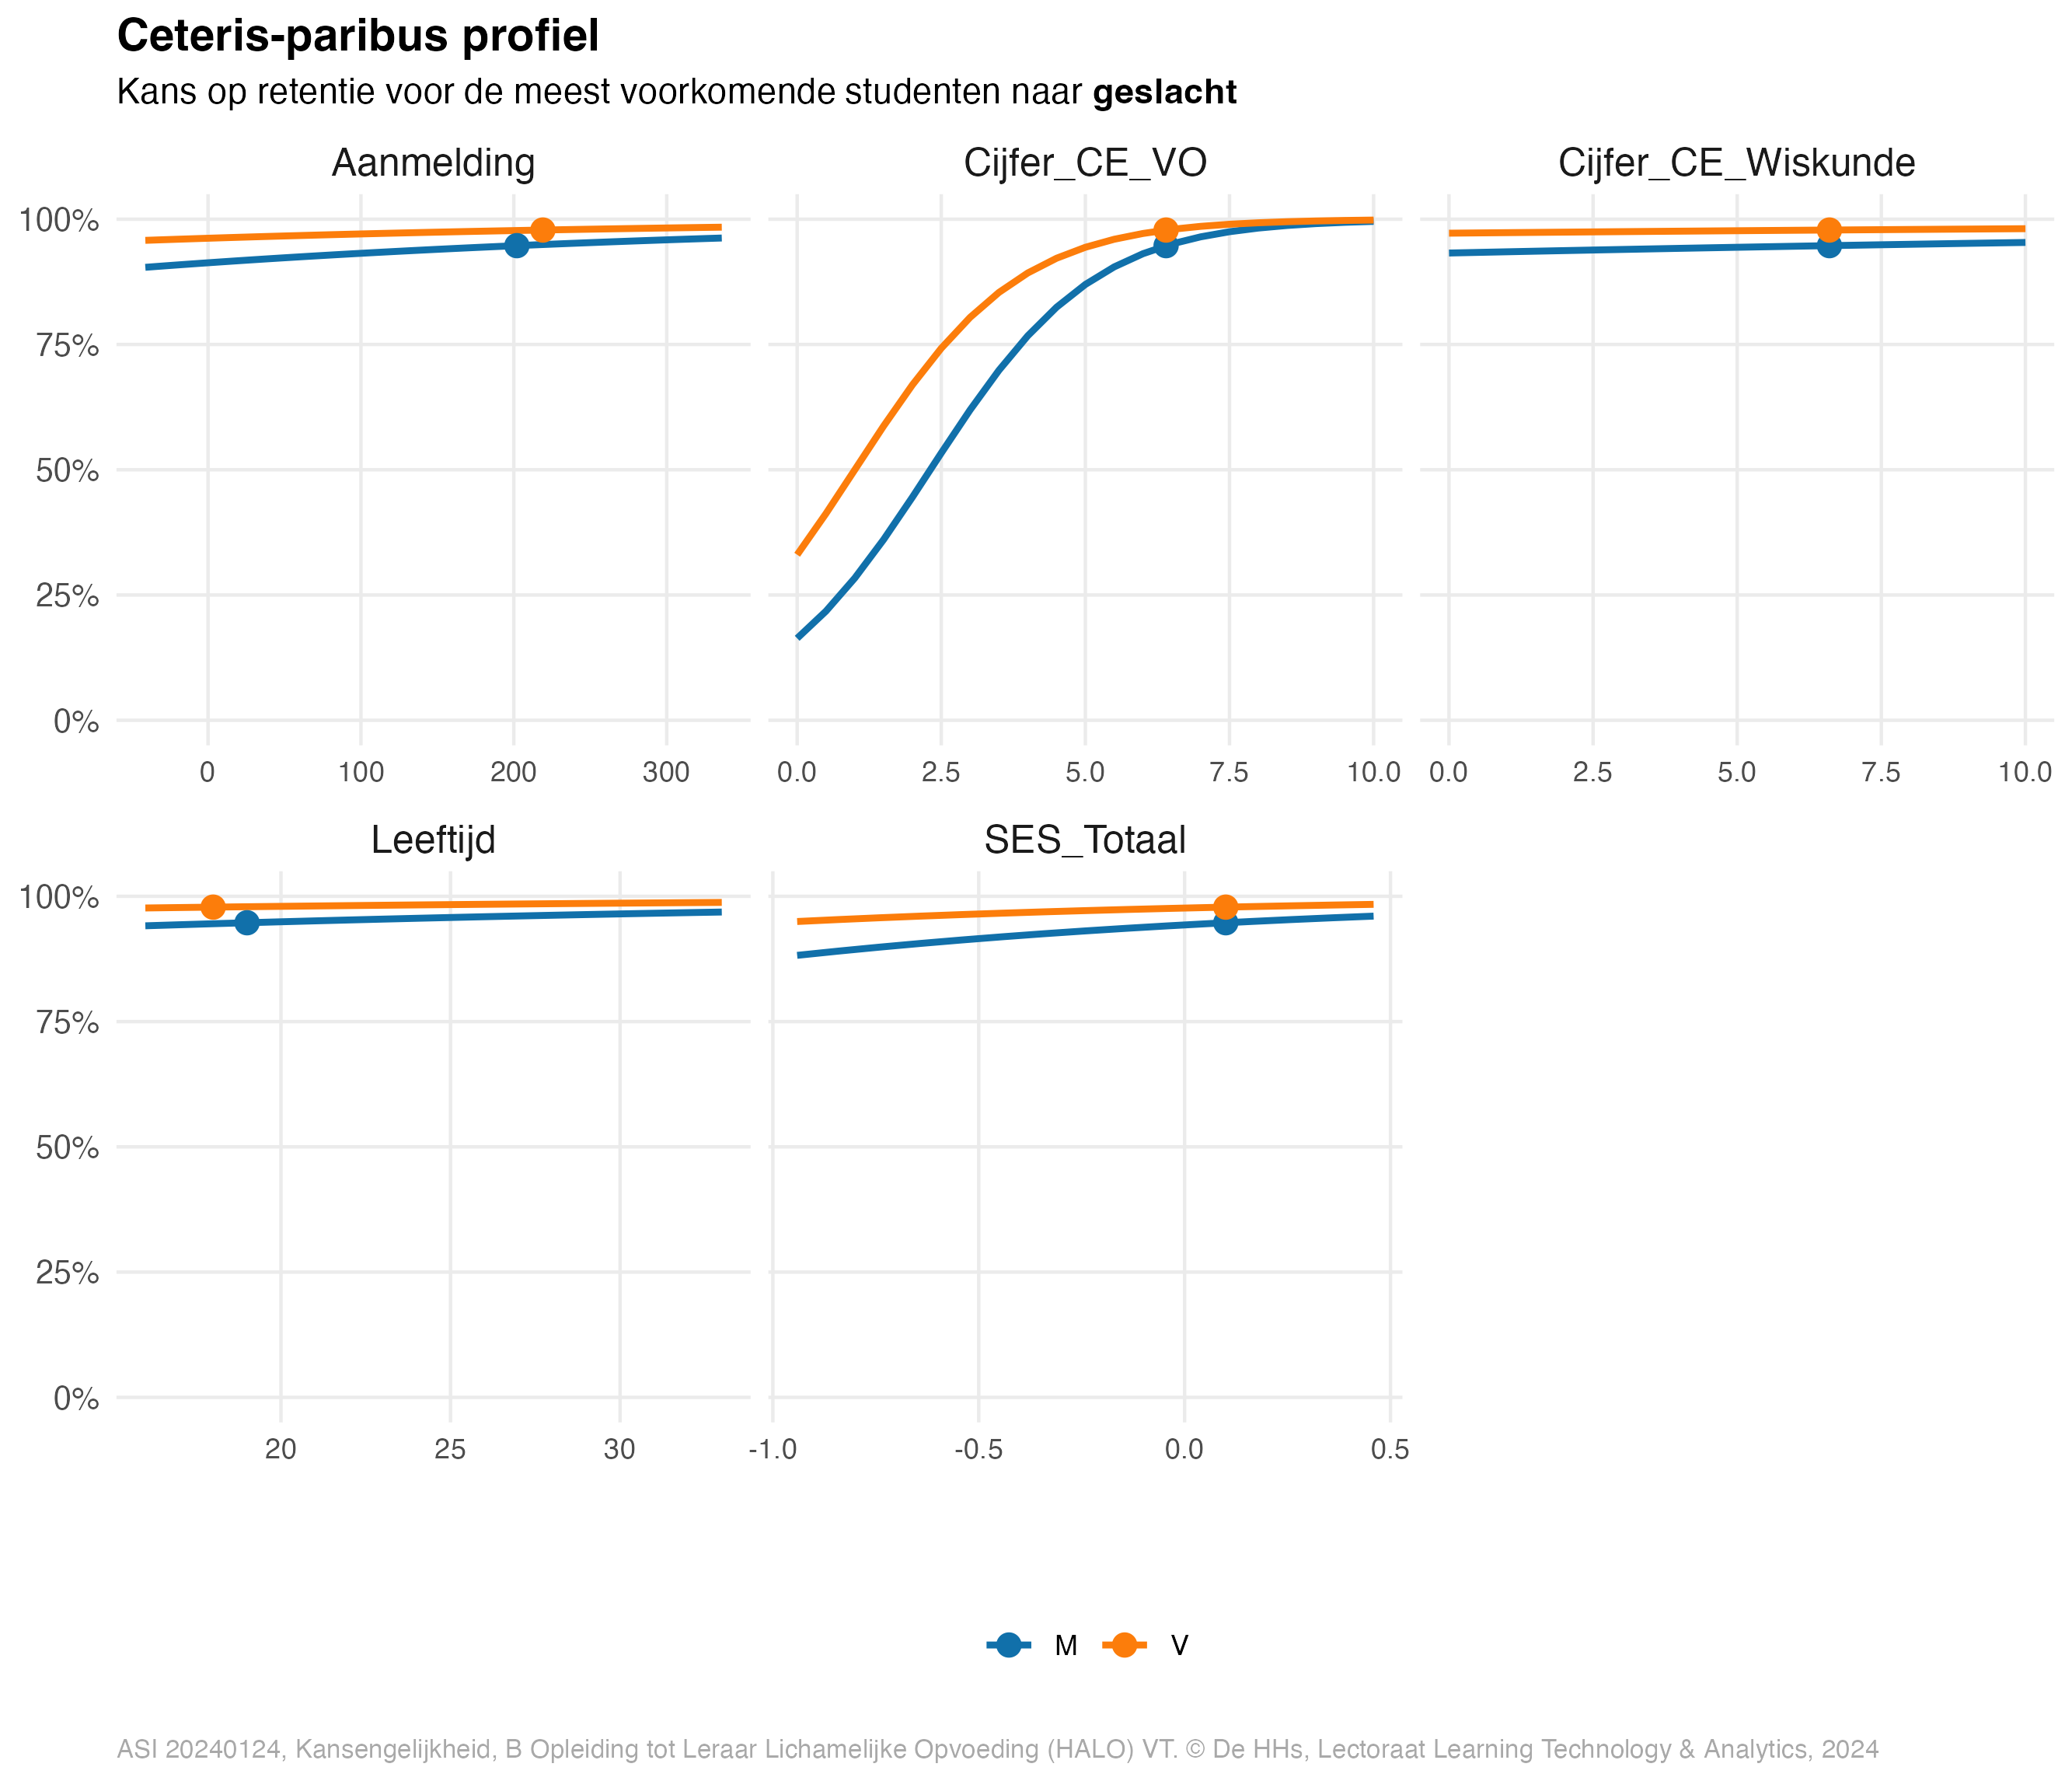 Ceteris-paribus profiel
Kans op retentie voor de meest voorkomende studenten naar geslacht
Aanmelding
Cijfer_CE_VO
Cijfer_CE_Wiskunde
100%
75%
50%
25%
0%
0 100 200 300
0.0 2.5 5.0 7.5 10.0
0.0 2.5 5.0 7.5 10.0
Leeftijd
SES_Totaal
100%
75%
50%
25%
0%
20 25 30
-1.0 -0.5 0.0 0.5
M V
ASI 20240124, Kansengelijkheid, B Opleiding tot Leraar Lichamelijke Opvoeding (HALO) VT. © De HHs, Lectoraat Learning Technology & Analytics, 2024